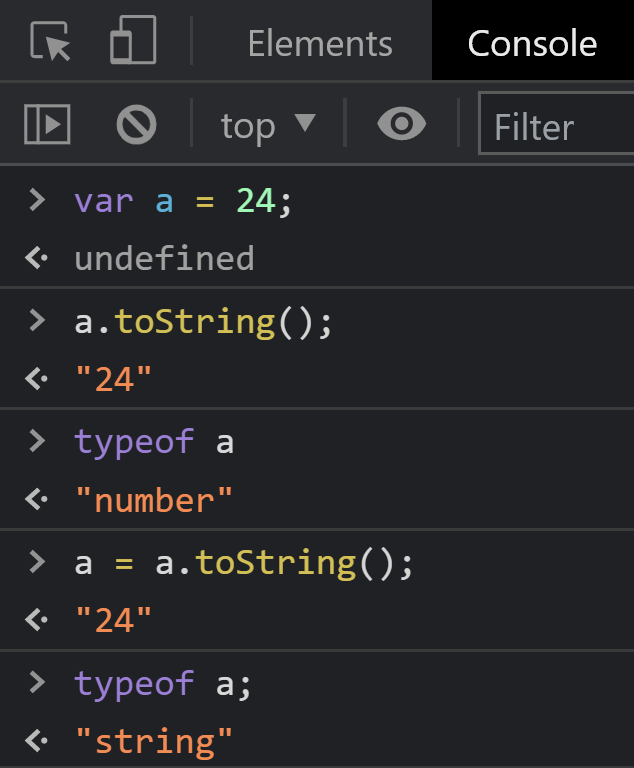 Elements Console
top Filter
var a = 24;
undefined
a.toString();
"24"
typeof a
"number"
a = a.toString();
"24"
typeof a;
"string"